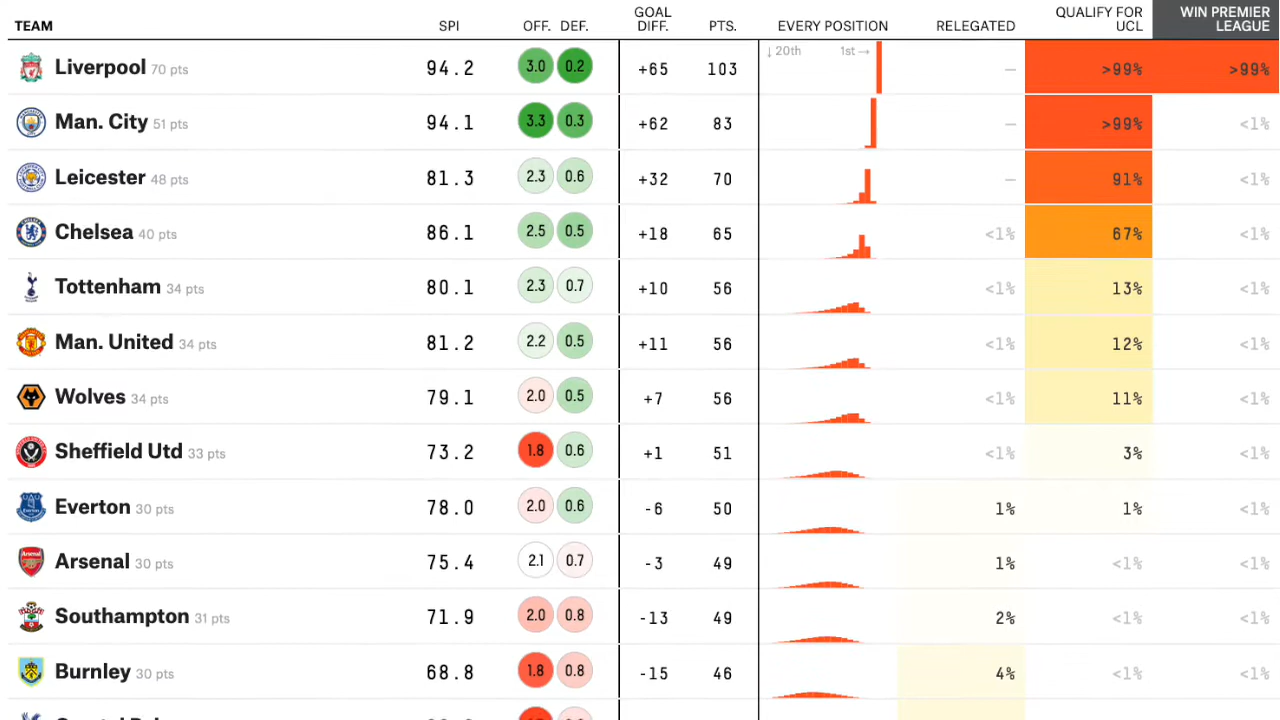 TEAM SPI OFF. DEF. GOAL DIFF. PTS. EVERY POSITION RELEGATED QUALIFY FOR UCL WIN PREMIER LEAGUE
↓ 20th 1st →
Liverpool 70 pts 94.2 3.0 0.2 +65 103 — >99% >99%
Man. City 51 pts 94.1 3.3 0.3 +62 83 — >99% <1%
Leicester 48 pts 81.3 2.3 0.6 +32 70 — 91% <1%
Chelsea 40 pts 86.1 2.5 0.5 +18 65 <1% 67% <1%
Tottenham 34 pts 80.1 2.3 0.7 +10 56 <1% 13% <1%
Man. United 34 pts 81.2 2.2 0.5 +11 56 <1% 12% <1%
Wolves 34 pts 79.1 2.0 0.5 +7 56 <1% 11% <1%
Sheffield Utd 33 pts 73.2 1.8 0.6 +1 51 <1% 3% <1%
Everton 30 pts 78.0 2.0 0.6 -6 50 1% 1% <1%
Arsenal 30 pts 75.4 2.1 0.7 -3 49 1% <1% <1%
Southampton 31 pts 71.9 2.0 0.8 -13 49 2% <1% <1%
Burnley 30 pts 68.8 1.8 0.8 -15 46 4% <1% <1%